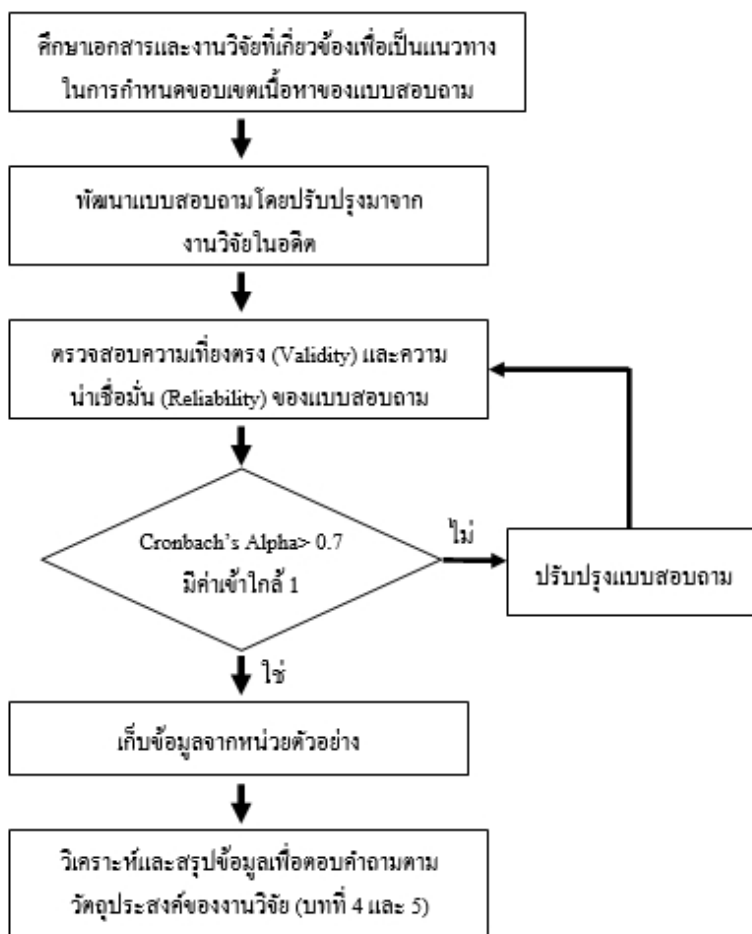 ศึกษาเอกสารและงานวิจัยที่เกี่ยวข้องเพื่อเป็นแนวทาง
ในการกำหนดขอบเขตเนื้อหาของแบบสอบถาม
พัฒนาแบบสอบถามโดยปรับปรุงมาจาก
งานวิจัยในอดีต
ตรวจสอบความเที่ยงตรง (Validity) และความ
น่าเชื่อมั่น (Reliability) ของแบบสอบถาม
Cronbach’s Alpha> 0.7
มีค่าเข้าใกล้ 1
ไม่
ปรับปรุงแบบสอบถาม
ใช่
เก็บข้อมูลจากหน่วยตัวอย่าง
วิเคราะห์และสรุปข้อมูลเพื่อตอบคำถามตาม
วัตถุประสงค์ของงานวิจัย (บทที่ 4 และ 5)